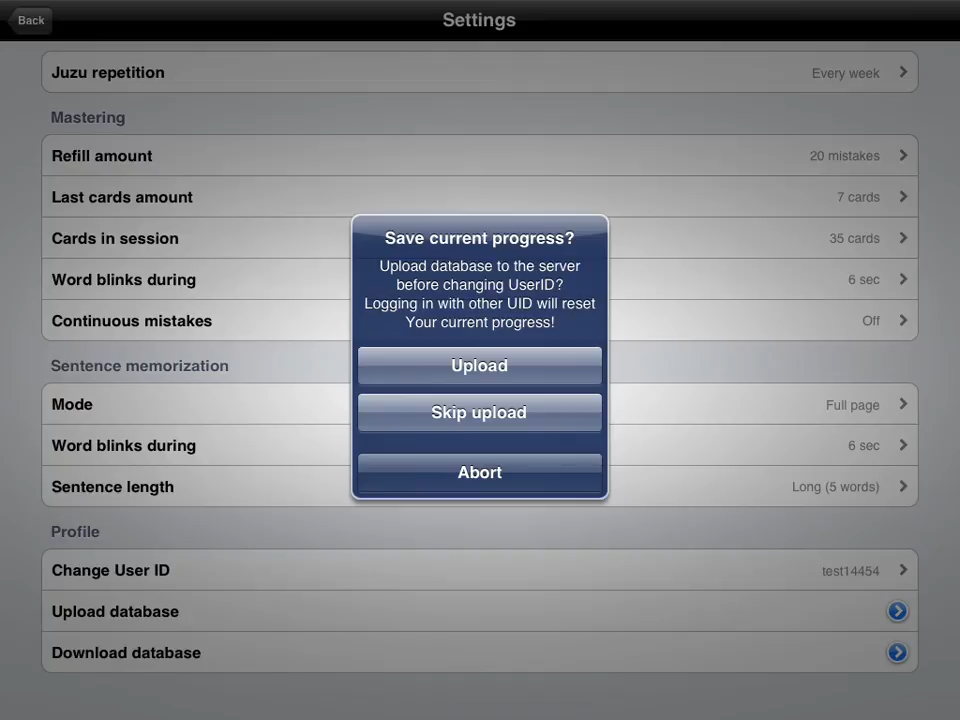 Back
Settings
Juzu repetition Every week
Mastering
Refill amount 20 mistakes
Last cards amount 7 cards
Cards in session 35 cards
Word blinks during 6 sec
Continuous mistakes Off
Sentence memorization
Mode Full page
Word blinks during 6 sec
Sentence length Long (5 words)
Profile
Change User ID test14454
Upload database
Download database
Save current progress?
Upload database to the server
before changing UserID?
Logging in with other UID will reset
Your current progress!
Upload
Skip upload
Abort